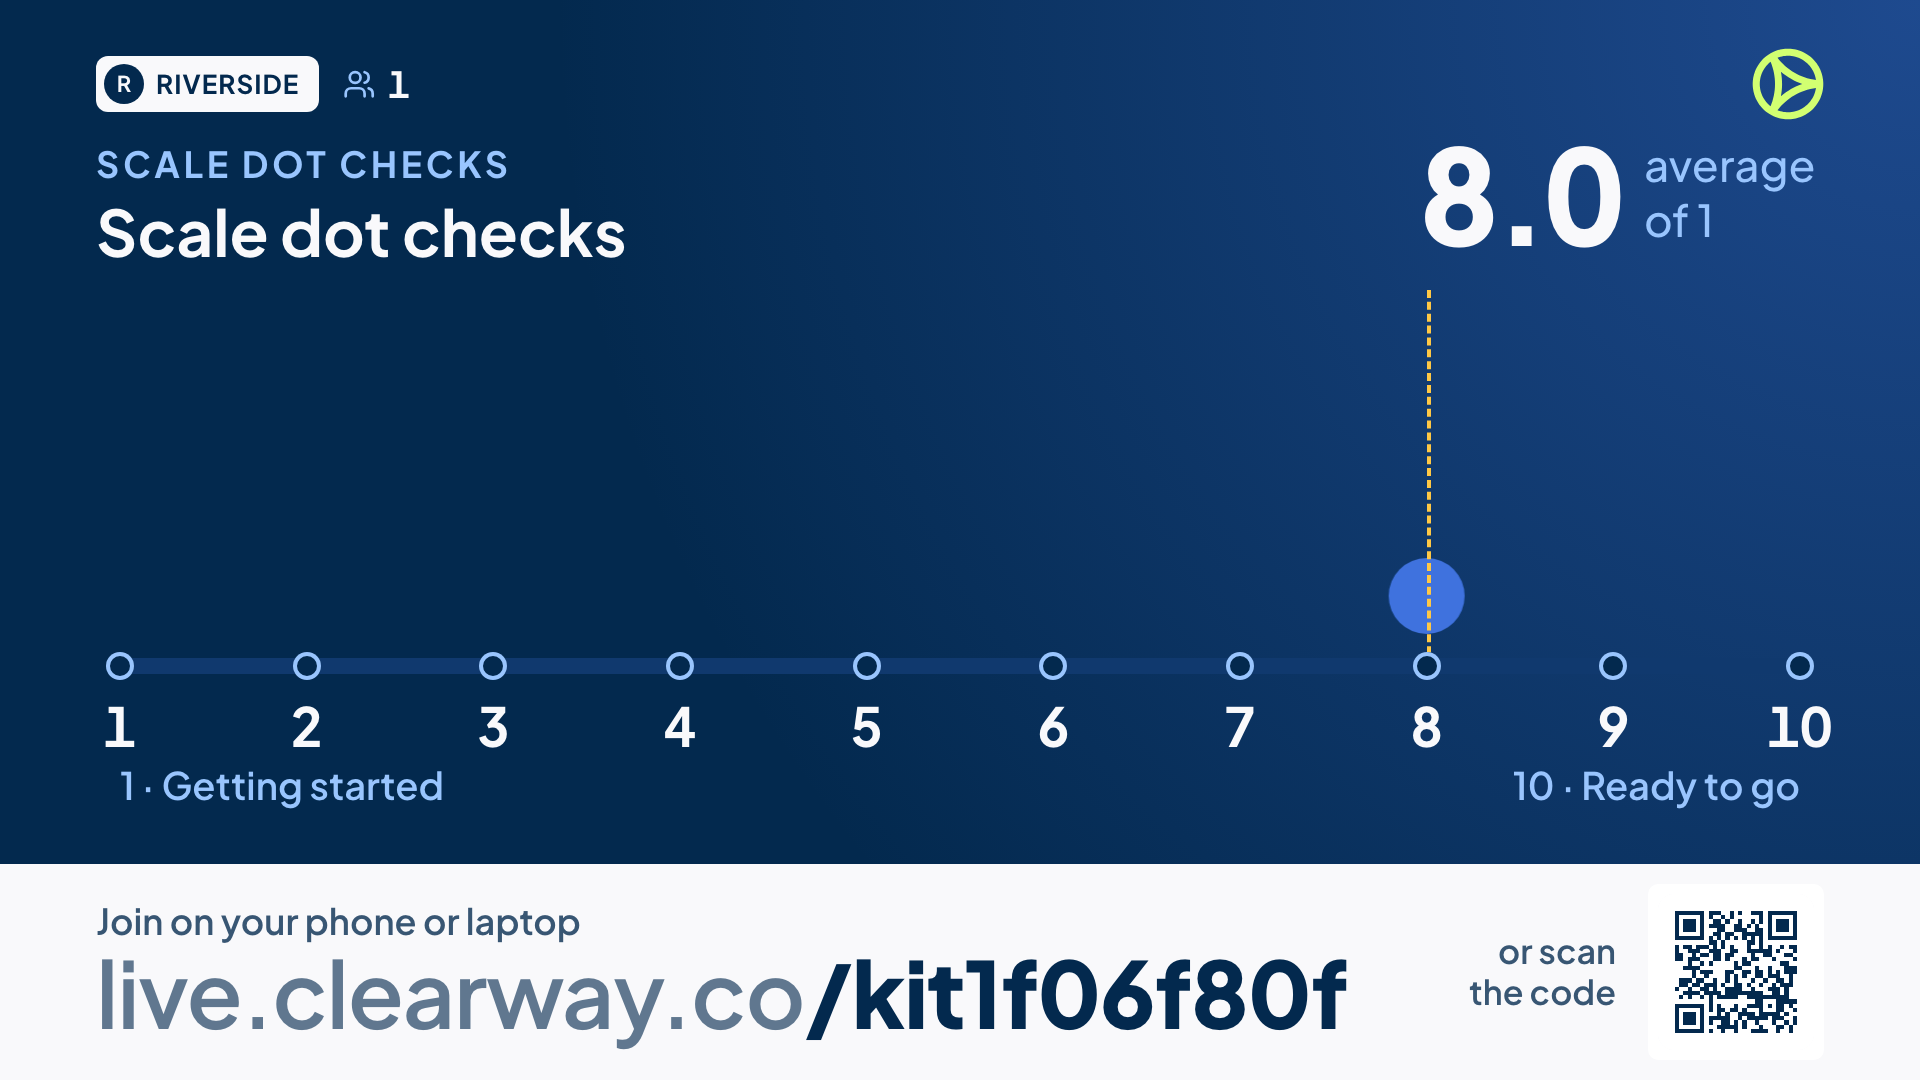 R RIVERSIDE 1
SCALE DOT CHECKS
Scale dot checks
8.0 average
of 1
1 2 3 4 5 6 7 8 9 10
1 · Getting started
10 · Ready to go
Join on your phone or laptop
live.clearway.co/kit1f06f80f
or scan
the code